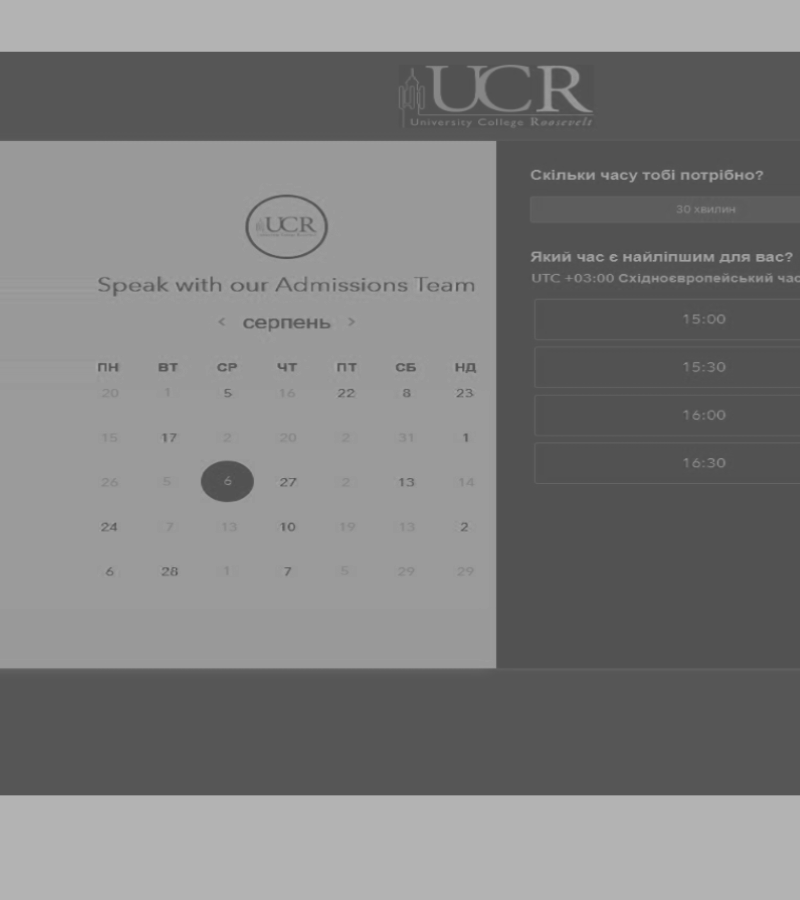 UCR
University College Roosevelt
UCR
Speak with our Admissions Team
< серпень >
ПН ВТ СР ЧТ ПТ СБ НД
20 1 5 16 22 8 23
15 17 2 20 2 31 1
26 5 6 27 2 13 14
24 7 13 10 19 13 2
6 28 1 7 5 29 29
Скільки часу тобі потрібно?
30 хвилин
Який час є найліпшим для вас?
UTC +03:00 Східноєвропейський час
15:00
15:30
16:00
16:30